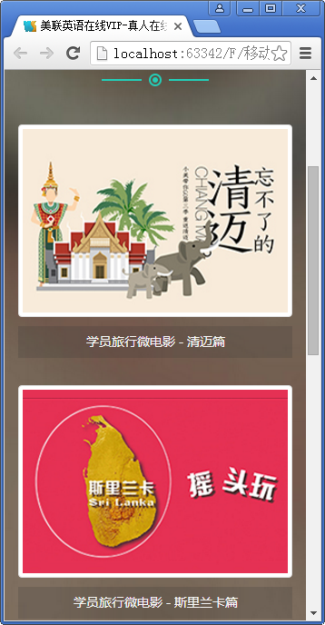 美联英语在线VIP-真人在线
localhost:63342/F/移动
忘不了的
清迈
CHIANG M
学员旅行微电影 - 清迈篇
斯里兰卡
Sri Lanka
摇头玩
学员旅行微电影 - 斯里兰卡篇